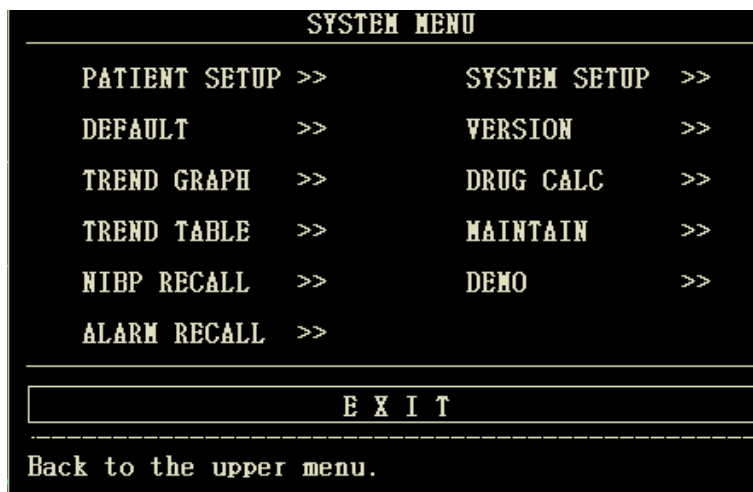 SYSTEM MENU
PATIENT SETUP >> SYSTEM SETUP >>
DEFAULT >> VERSION >>
TREND GRAPH >> DRUG CALC >>
TREND TABLE >> MAINTAIN >>
NIBP RECALL >> DEMO >>
ALARM RECALL >>
E X I T
Back to the upper menu.